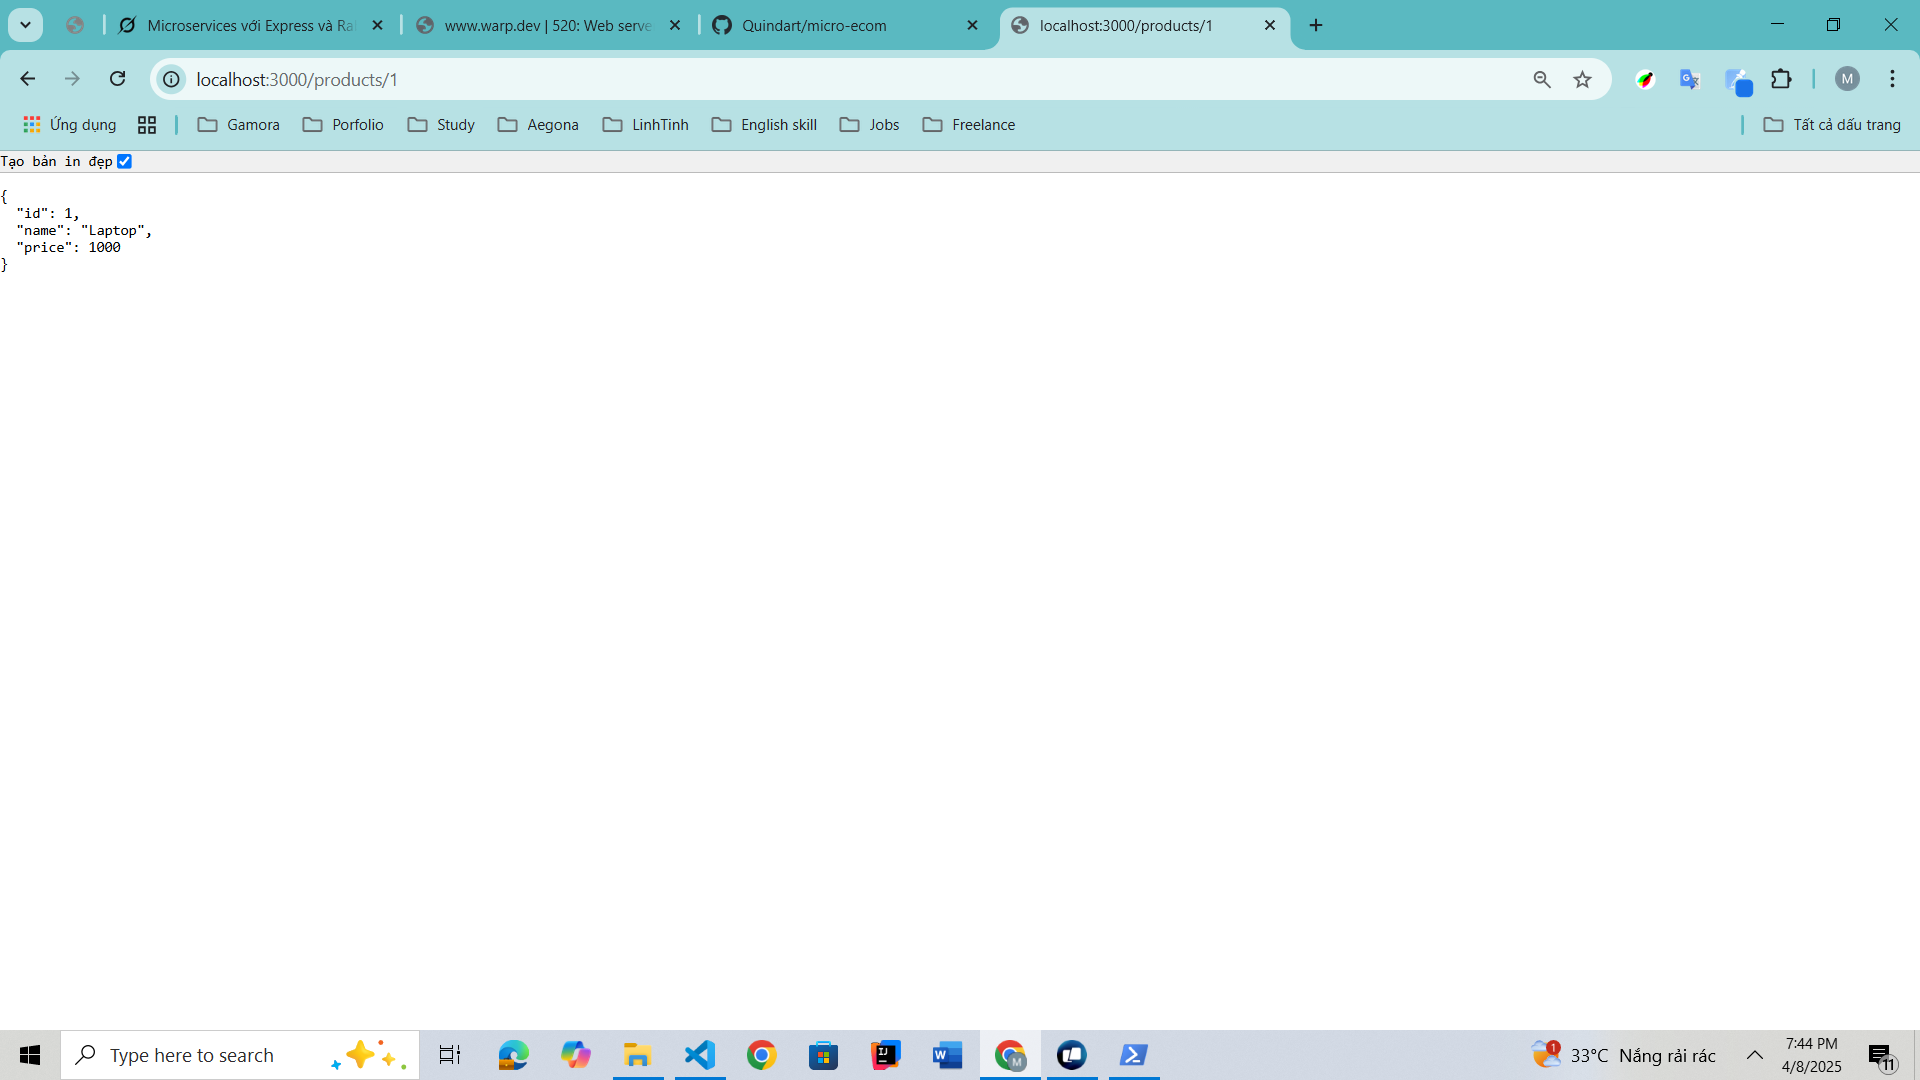 Microservices với Express và Ra
www.warp.dev | 520: Web serve
Quindart/micro-ecom
localhost:3000/products/1
localhost:3000/products/1
M
Ứng dụng
Gamora
Porfolio
Study
Aegona
LinhTinh
English skill
Jobs
Freelance
Tất cả dấu trang
Tạo bản in đẹp
{
"id": 1,
"name": "Laptop",
"price": 1000
}
Type here to search
IJ
W
M
1
33°C Nắng rải rác
7:44 PM
4/8/2025
11